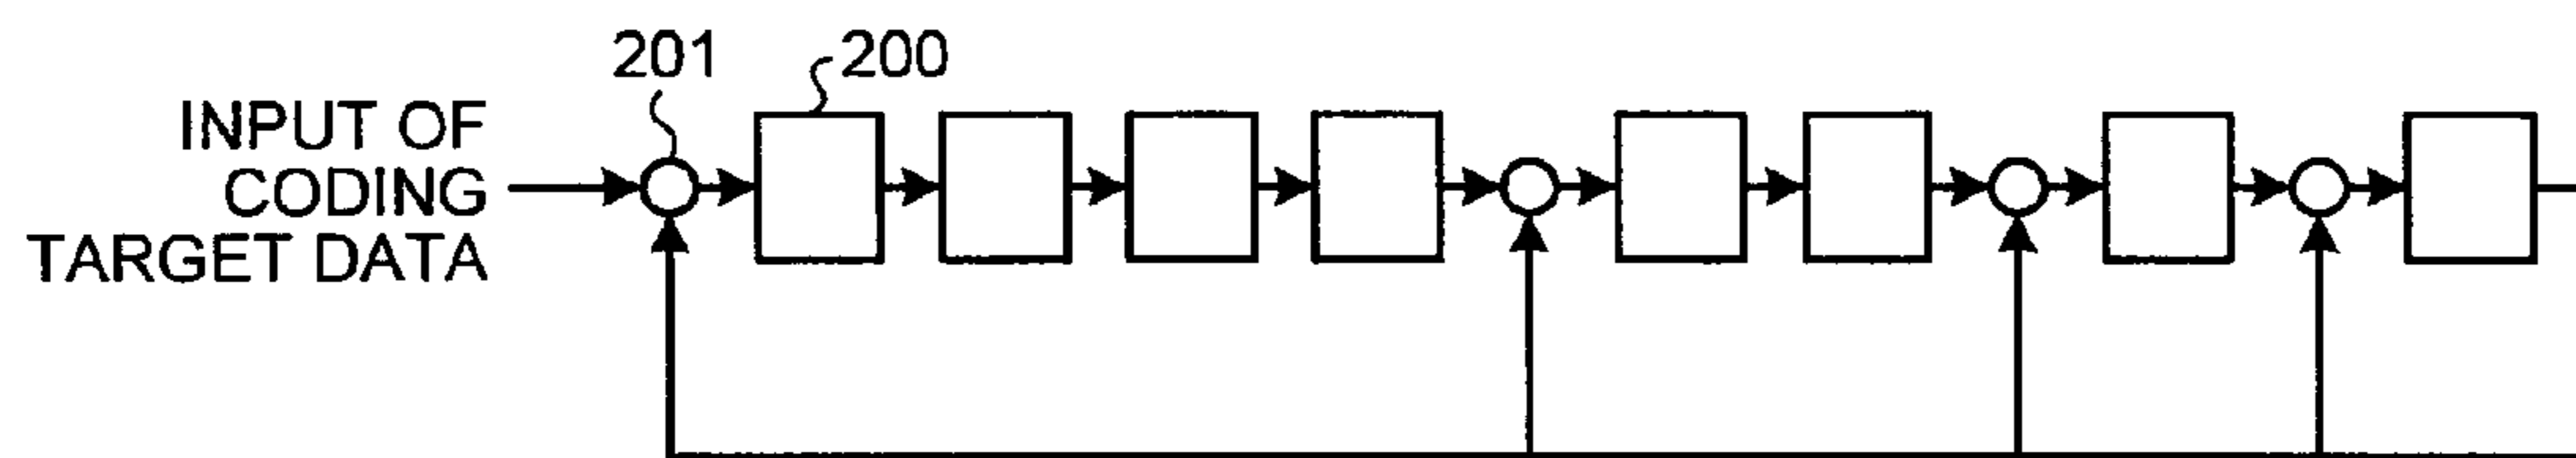 201
200
INPUT OF
CODING
TARGET DATA